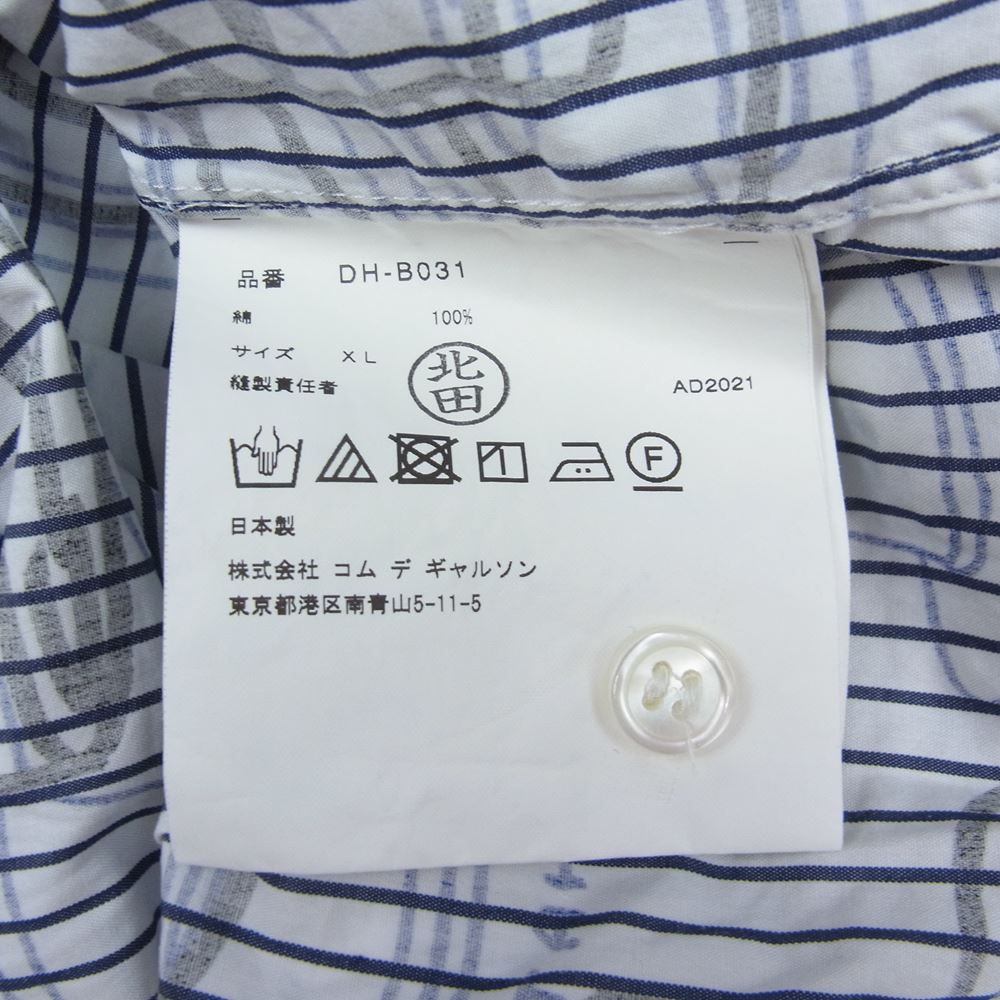 品番 DH-B031
綿 100%
サイズ XL
縫製責任者 北田 AD2021
F
日本製
株式会社 コム デ ギャルソン
東京都港区南青山5-11-5